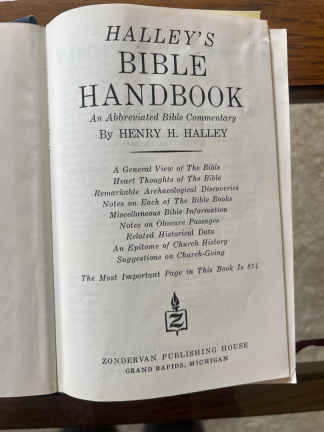 HALLEY'S
BIBLE
HANDBOOK
An Abbreviated Bible Commentary
By HENRY H. HALLEY
A General View of The Bible
Heart Thoughts of The Bible
Remarkable Archaeological Discoveries
Notes on Each of The Bible Books
Miscellaneous Bible Information
Notes on Obscure Passages
Related Historical Data
An Epitome of Church History
Suggestions on Church-Going
The Most Important Page in This Book Is 814
Z
ZONDERVAN PUBLISHING HOUSE
GRAND RAPIDS, MICHIGAN